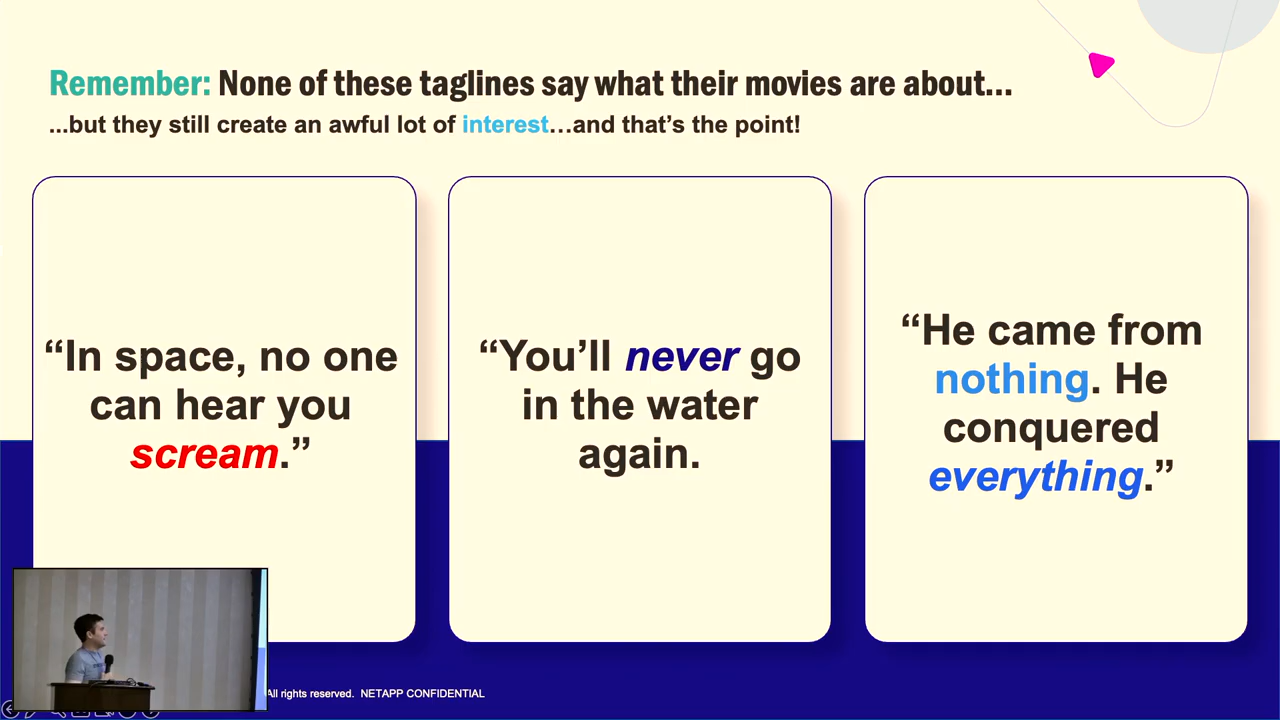 Remember: None of these taglines say what their movies are about...
...but they still create an awful lot of interest...and that's the point!
“In space, no one
can hear you
scream.”
“You’ll never go
in the water
again.
“He came from
nothing. He
conquered
everything.”
All rights reserved. NETAPP CONFIDENTIAL